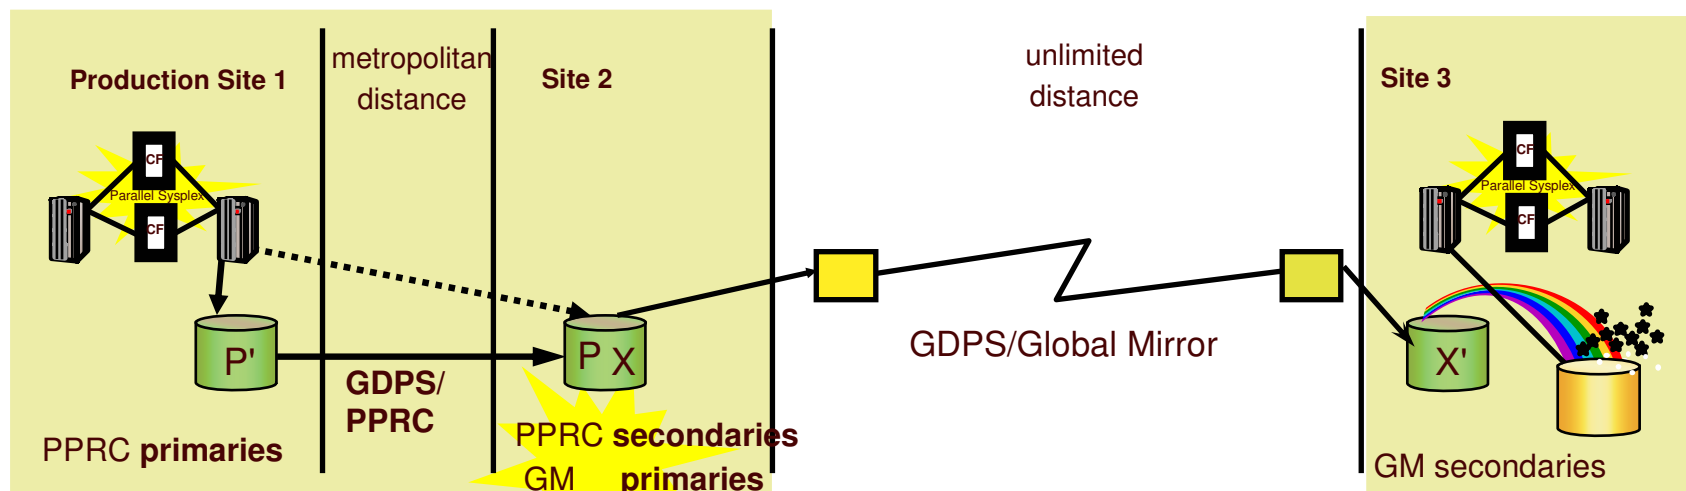 Production Site 1
metropolitan
distance
Site 2
unlimited
distance
Site 3
CF
Parallel Sysplex
CF
CF
Parallel Sysplex
CF
P'
P X
X'
GDPS/Global Mirror
GDPS/
PPRC
PPRC primaries
PPRC secondaries
GM primaries
GM secondaries